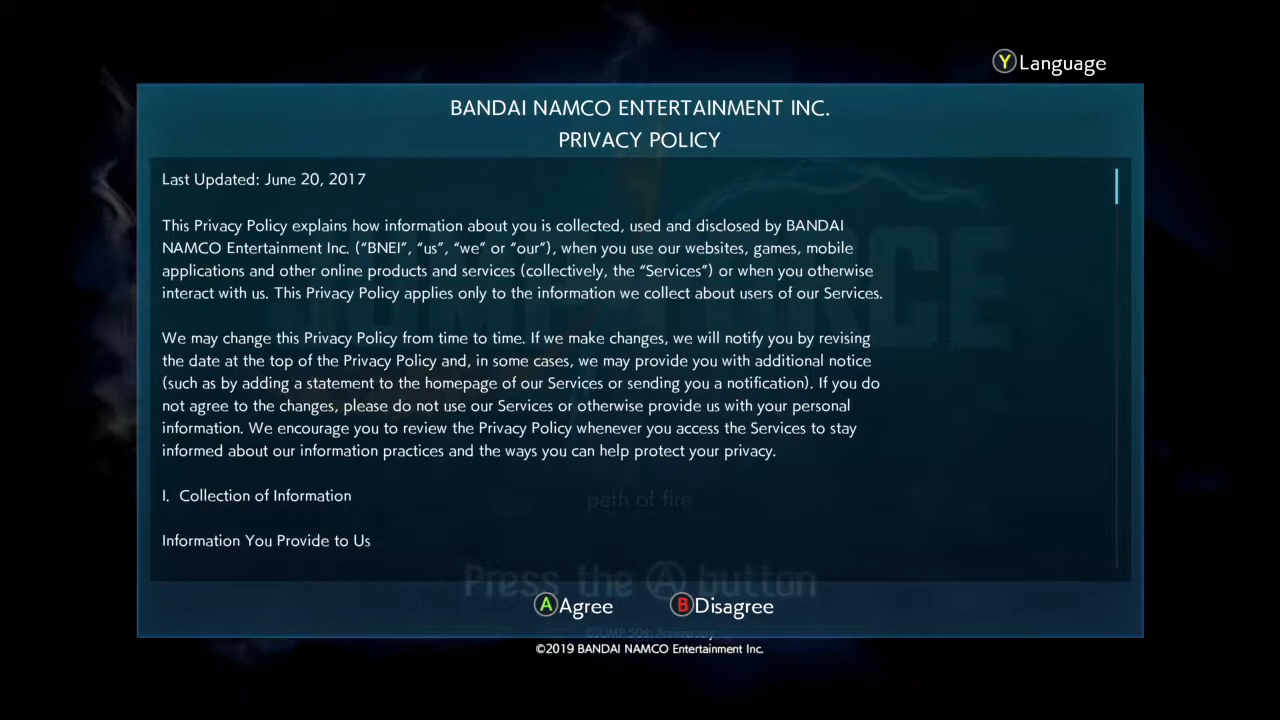 Y Language
BANDAI NAMCO ENTERTAINMENT INC.
PRIVACY POLICY
Last Updated: June 20, 2017
This Privacy Policy explains how information about you is collected, used and disclosed by BANDAI
NAMCO Entertainment Inc. (“BNEI”, “us”, “we” or “our”), when you use our websites, games, mobile
applications and other online products and services (collectively, the “Services”) or when you otherwise
interact with us. This Privacy Policy applies only to the information we collect about users of our Services.
We may change this Privacy Policy from time to time. If we make changes, we will notify you by revising
the date at the top of the Privacy Policy and, in some cases, we may provide you with additional notice
(such as by adding a statement to the homepage of our Services or sending you a notification). If you do
not agree to the changes, please do not use our Services or otherwise provide us with your personal
information. We encourage you to review the Privacy Policy whenever you access the Services to stay
informed about our information practices and the ways you can help protect your privacy.
I. Collection of Information
path of fire
Information You Provide to Us
Press the A button
A Agree B Disagree
©JUMP 50th Anniversary
©2019 BANDAI NAMCO Entertainment Inc.